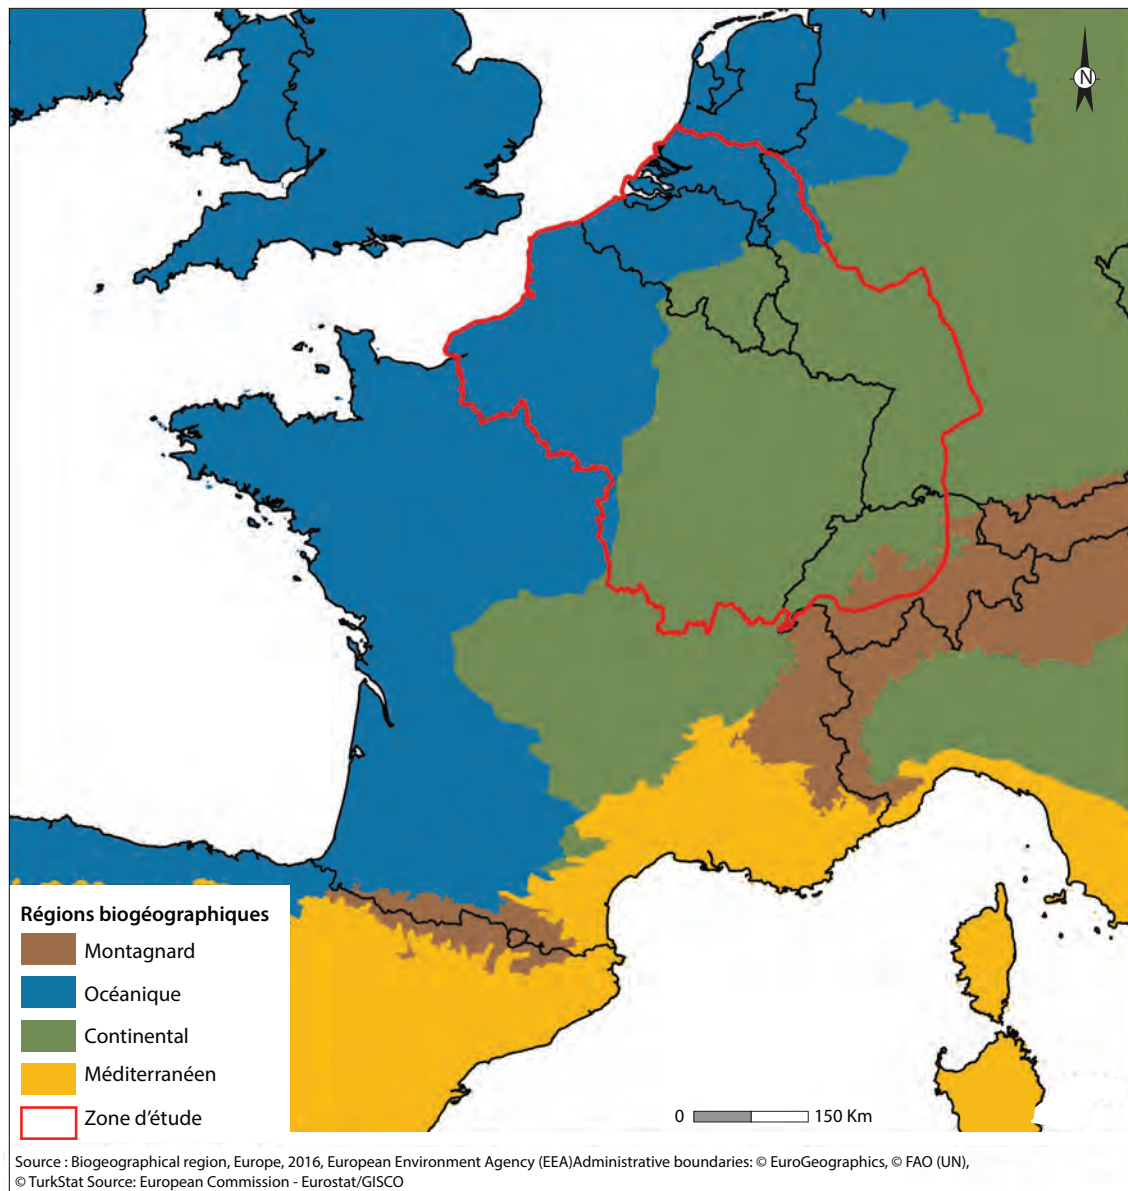 N
Régions biogéographiques
Montagnard
Océanique
Continental
Méditerranéen
Zone d'étude
0 150 Km
Source : Biogeographical region, Europe, 2016, European Environment Agency (EEA)Administrative boundaries: © EuroGeographics, © FAO (UN),
© TurkStat Source: European Commission - Eurostat/GISCO